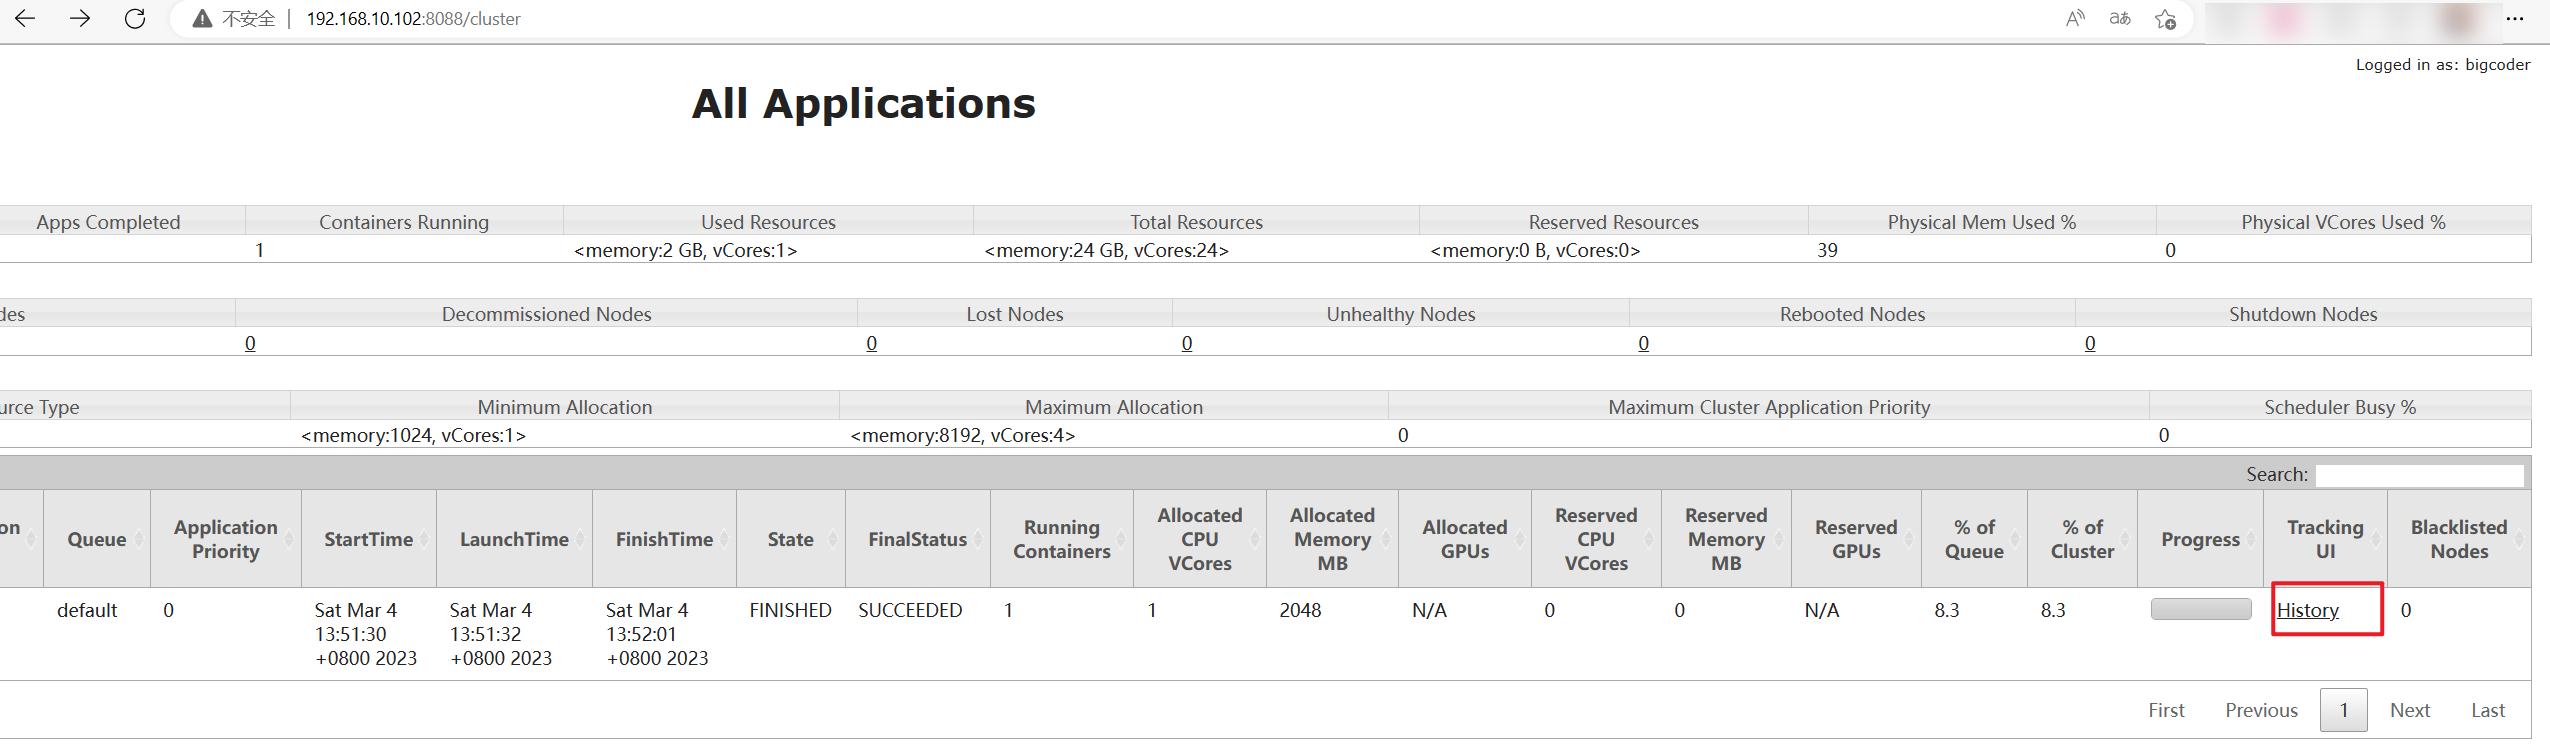 不安全 | 192.168.10.102:8088/cluster
Logged in as: bigcoder
All Applications
Apps Completed Containers Running Used Resources Total Resources Reserved Resources Physical Mem Used % Physical VCores Used %
1 <memory:2 GB, vCores:1> <memory:24 GB, vCores:24> <memory:0 B, vCores:0> 39 0
des Decommissioned Nodes Lost Nodes Unhealthy Nodes Rebooted Nodes Shutdown Nodes
0 0 0 0 0
urce Type Minimum Allocation Maximum Allocation Maximum Cluster Application Priority Scheduler Busy %
<memory:1024, vCores:1> <memory:8192, vCores:4> 0 0
Search:
on Queue Application Priority StartTime LaunchTime FinishTime State FinalStatus Running Containers Allocated CPU VCores Allocated Memory MB Allocated GPUs Reserved CPU VCores Reserved Memory MB Reserved GPUs % of Queue % of Cluster Progress Tracking UI Blacklisted Nodes
default 0 Sat Mar 4 Sat Mar 4 Sat Mar 4 FINISHED SUCCEEDED 1 1 2048 N/A 0 0 N/A 8.3 8.3 History 0
13:51:30 13:51:32 13:52:01
+0800 2023 +0800 2023 +0800 2023
First Previous 1 Next Last